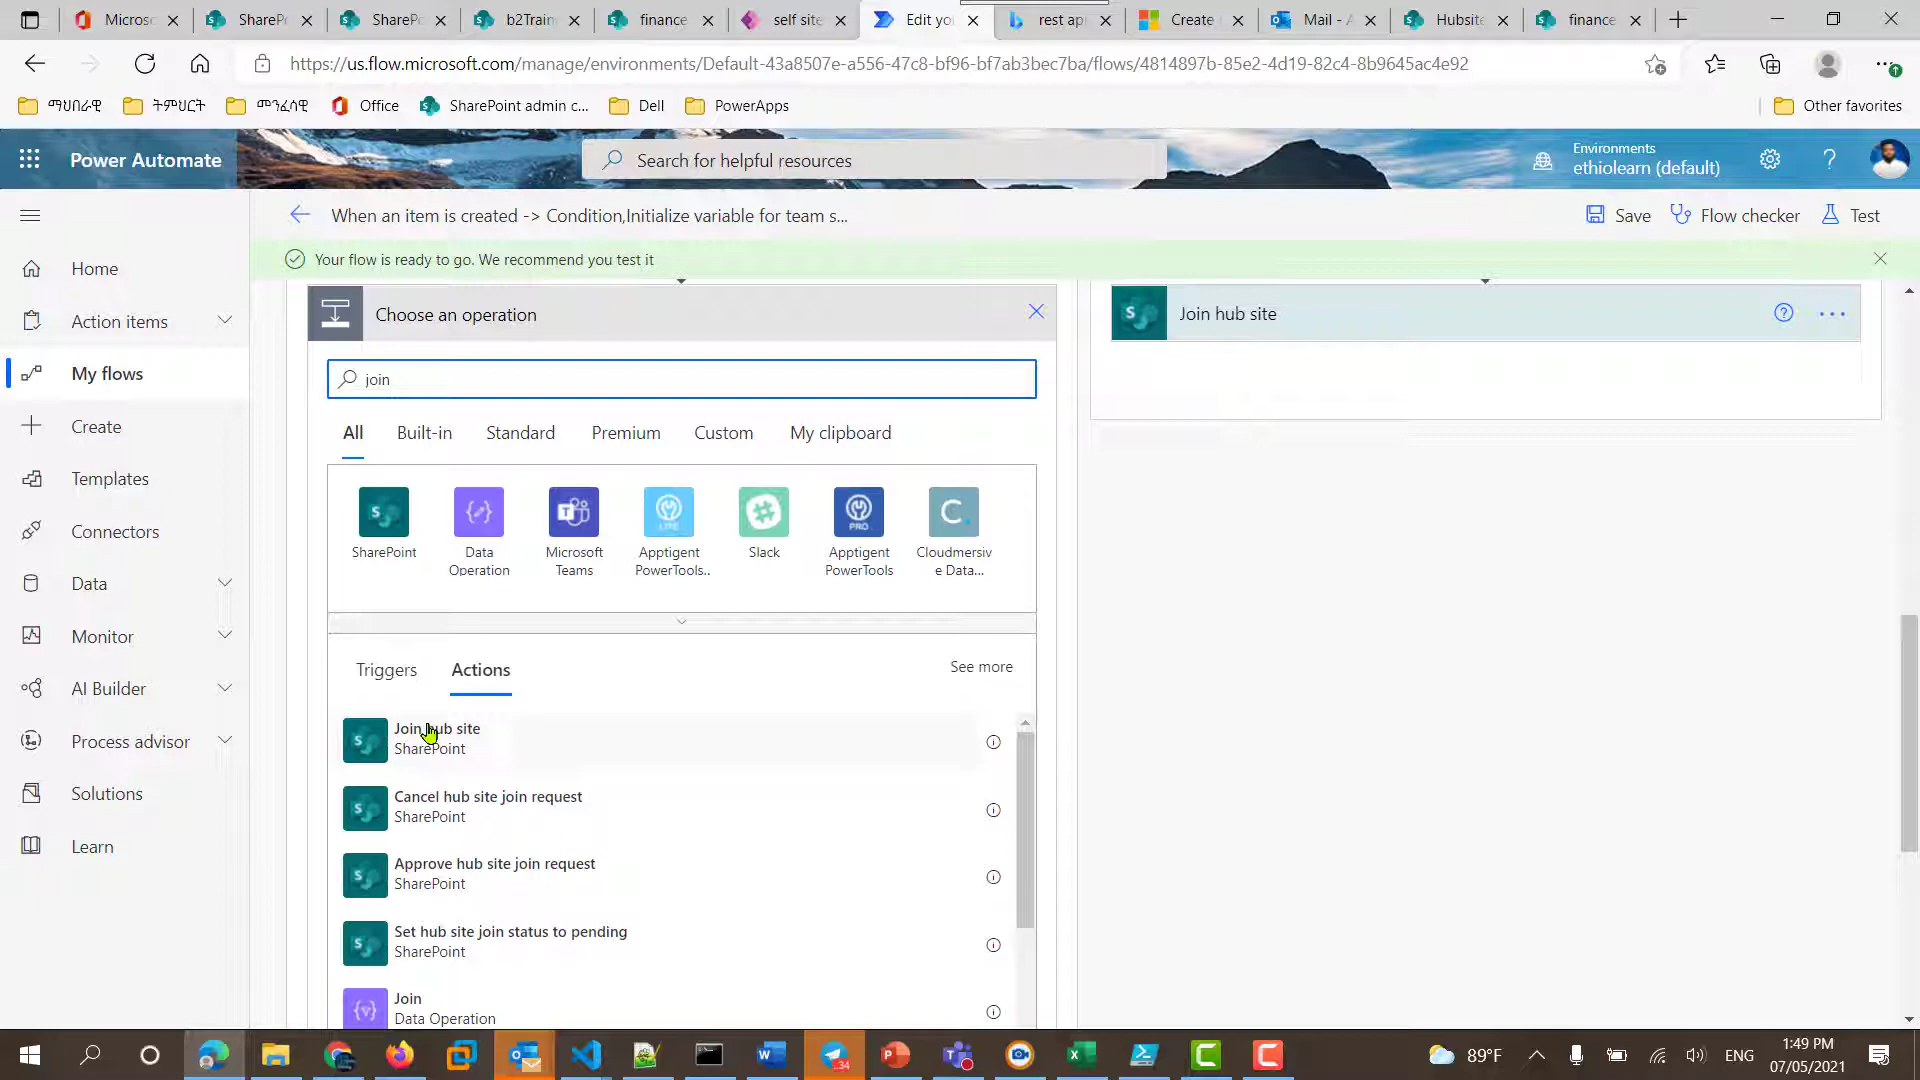 Microsc
SharePo
SharePo
b2Train
finance
self site
Edit you
rest api
Create
Mail - A
Hubsite
finance
https://us.flow.microsoft.com/manage/environments/Default-43a8507e-a556-47c8-bf96-bf7ab3bec7ba/flows/4814897b-85e2-4d19-82c4-8b9645ac4e92
ማህበራዊ
ትምህርት
መንፈሳዊ
Office
SharePoint admin c...
Dell
PowerApps
Other favorites
Power Automate
Search for helpful resources
Environments
ethiolearn (default)
When an item is created -> Condition,Initialize variable for team s...
Save
Flow checker
Test
Your flow is ready to go. We recommend you test it
Home
Action items
My flows
Create
Templates
Connectors
Data
Monitor
AI Builder
Process advisor
Solutions
Learn
Choose an operation
join
All
Built-in
Standard
Premium
Custom
My clipboard
SharePoint
Data
Operation
Microsoft
Teams
Apptigent
PowerTools..
Slack
Apptigent
PowerTools
Cloudmersiv
e Data...
Triggers
Actions
See more
Join hub site
SharePoint
Cancel hub site join request
SharePoint
Approve hub site join request
SharePoint
Set hub site join status to pending
SharePoint
Join
Data Operation
Join hub site
89°F
ENG
1:49 PM
07/05/2021